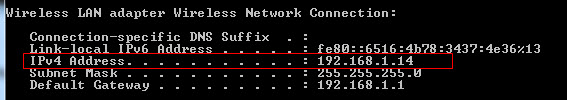 Wireless LAN adapter Wireless Network Connection:
Connection-specific DNS Suffix  . :
Link-local IPv6 Address . . . . . : fe80::6516:4b78:3437:4e36%13
IPv4 Address. . . . . . . . . . . : 192.168.1.14
Subnet Mask . . . . . . . . . . . : 255.255.255.0
Default Gateway . . . . . . . . . : 192.168.1.1